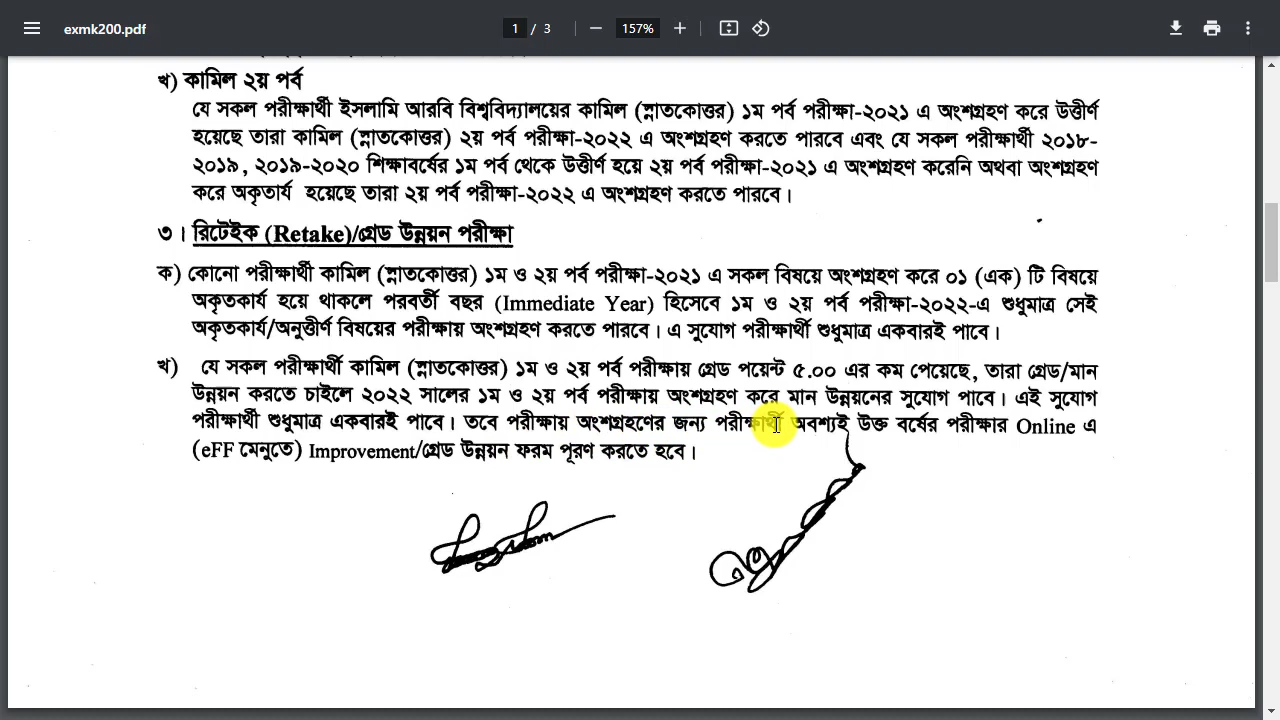 exmk200.pdf
1 / 3
157%
খ) কামিল ২য় পর্ব
যে সকল পরীক্ষার্থী ইসলামি আরবি বিশ্ববিদ্যালয়ের কামিল (স্নাতকোত্তর) ১ম পর্ব পরীক্ষা-২০২১ এ অংশগ্রহণ করে উত্তীর্ণ
হয়েছে তারা কামিল (স্নাতকোত্তর) ২য় পর্ব পরীক্ষা-২০২২ এ অংশগ্রহণ করতে পারবে এবং যে সকল পরীক্ষার্থী ২০১৮-
২০১৯, ২০১৯-২০২০ শিক্ষাবর্ষের ১ম পর্ব থেকে উত্তীর্ণ হয়ে ২য় পর্ব পরীক্ষা-২০২১ এ অংশগ্রহণ করেনি অথবা অংশগ্রহণ
করে অকৃতার্য হয়েছে তারা ২য় পর্ব পরীক্ষা-২০২২ এ অংশগ্রহণ করতে পারবে।
৩। রিটেইক (Retake)/গ্রেড উন্নয়ন পরীক্ষা
ক) কোনো পরীক্ষার্থী কামিল (স্নাতকোত্তর) ১ম ও ২য় পর্ব পরীক্ষা-২০২১ এ সকল বিষয়ে অংশগ্রহণ করে ০১ (এক) টি বিষয়ে
অকৃতকার্য হয়ে থাকলে পরবর্তী বছর (Immediate Year) হিসেবে ১ম ও ২য় পর্ব পরীক্ষা-২০২২-এ শুধুমাত্র সেই
অকৃতকার্য/অনুত্তীর্ণ বিষয়ের পরীক্ষায় অংশগ্রহণ করতে পারবে। এ সুযোগ পরীক্ষার্থী শুধুমাত্র একবারই পাবে।
খ) যে সকল পরীক্ষার্থী কামিল (স্নাতকোত্তর) ১ম ও ২য় পর্ব পরীক্ষায় গ্রেড পয়েন্ট ৫.০০ এর কম পেয়েছে, তারা গ্রেড/মান
উন্নয়ন করতে চাইলে ২০২২ সালের ১ম ও ২য় পর্ব পরীক্ষায় অংশগ্রহণ করে মান উন্নয়নের সুযোগ পাবে। এই সুযোগ
পরীক্ষার্থী শুধুমাত্র একবারই পাবে। তবে পরীক্ষায় অংশগ্রহণের জন্য পরীক্ষার্থী অবশ্যই উক্ত বর্ষের পরীক্ষার Online এ
(eFF মেনুতে) Improvement/গ্রেড উন্নয়ন ফরম পূরণ করতে হবে।